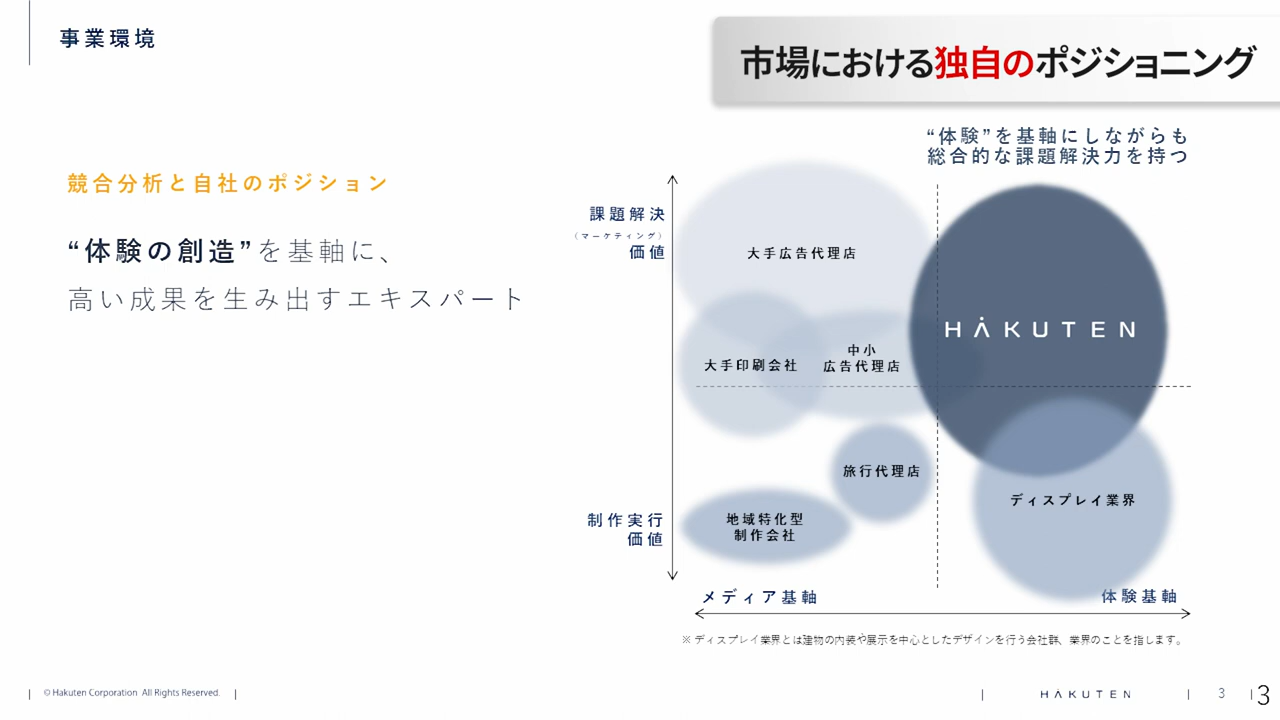 事業環境
市場における独自のポジショニング
競合分析と自社のポジション
“体験の創造”を基軸に、
高い成果を生み出すエキスパート
“体験”を基軸にしながらも
総合的な課題解決力を持つ
課題解決
(マーケティング)
価値
大手広告代理店
HAKUTEN
大手印刷会社
中小
広告代理店
旅行代理店
ディスプレイ業界
地域特化型
制作会社
制作実行
価値
メディア基軸
体験基軸
※ ディスプレイ業界とは建物の内装や展示を中心としたデザインを行う会社群、業界のことを指します。
© Hakuten Corporation All Rights Reserved.
HAKUTEN
3
3